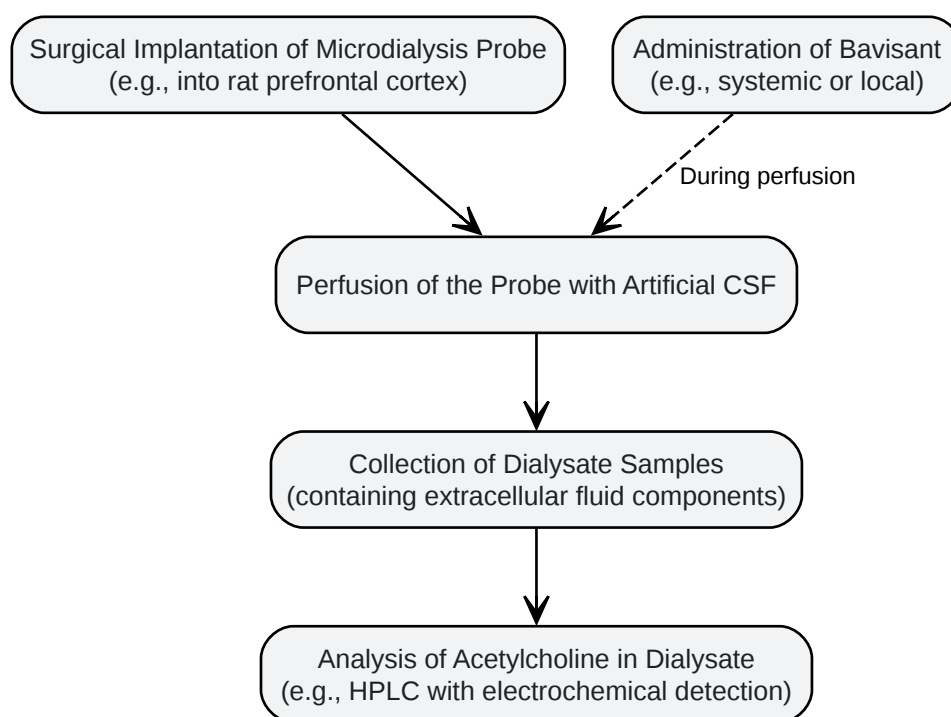 Surgical Implantation of Microdialysis Probe
(e.g., into rat prefrontal cortex)
Administration of Bavisant
(e.g., systemic or local)
During perfusion
Perfusion of the Probe with Artificial CSF
Collection of Dialysate Samples
(containing extracellular fluid components)
Analysis of Acetylcholine in Dialysate
(e.g., HPLC with electrochemical detection)